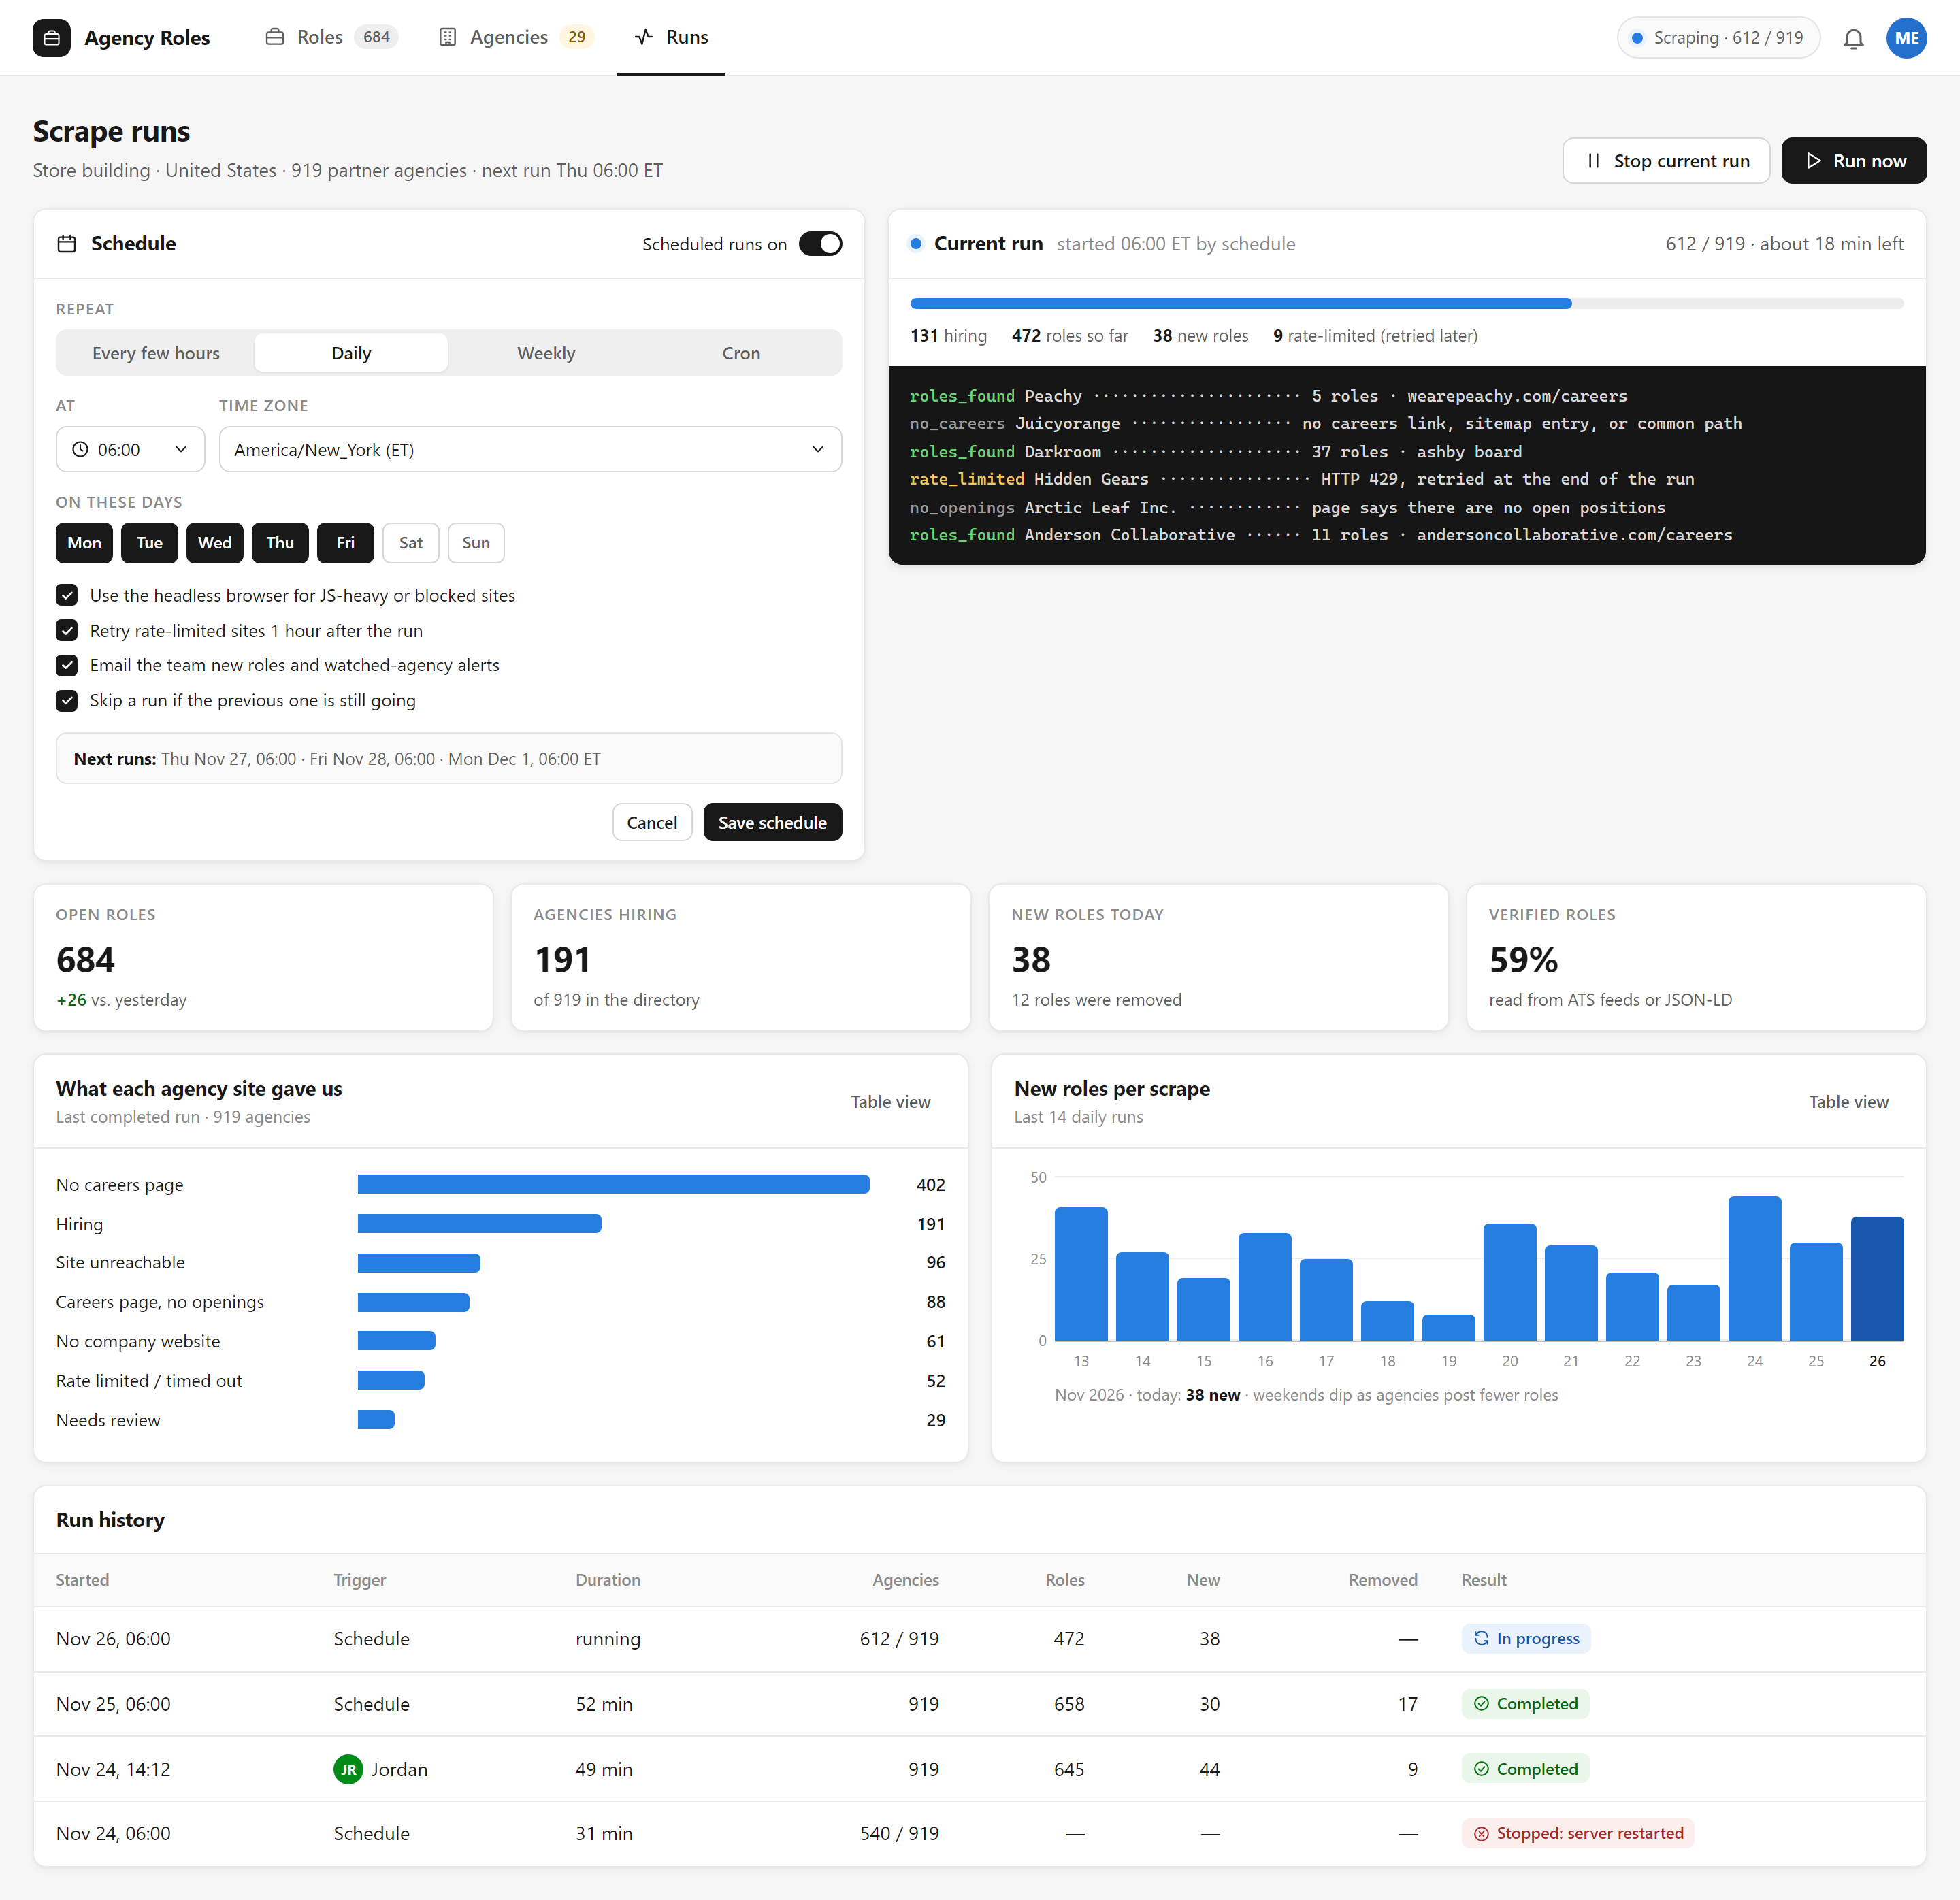 Agency Roles
Roles 684
Agencies 29
Runs
Scraping · 612 / 919
ME
Scrape runs
Store building · United States · 919 partner agencies · next run Thu 06:00 ET
Stop current run
Run now
Schedule
Scheduled runs on
REPEAT
Every few hours
Daily
Weekly
Cron
AT
TIME ZONE
06:00
America/New_York (ET)
ON THESE DAYS
Mon
Tue
Wed
Thu
Fri
Sat
Sun
Use the headless browser for JS-heavy or blocked sites
Retry rate-limited sites 1 hour after the run
Email the team new roles and watched-agency alerts
Skip a run if the previous one is still going
Next runs: Thu Nov 27, 06:00 · Fri Nov 28, 06:00 · Mon Dec 1, 06:00 ET
Cancel
Save schedule
Current run started 06:00 ET by schedule
612 / 919 · about 18 min left
131 hiring 472 roles so far 38 new roles 9 rate-limited (retried later)
roles_found Peachy ······················ 5 roles · wearepeachy.com/careers
no_careers Juicyorange ················· no careers link, sitemap entry, or common path
roles_found Darkroom ···················· 37 roles · ashby board
rate_limited Hidden Gears ················ HTTP 429, retried at the end of the run
no_openings Arctic Leaf Inc. ············ page says there are no open positions
roles_found Anderson Collaborative ······ 11 roles · andersoncollaborative.com/careers
OPEN ROLES
684
+26 vs. yesterday
AGENCIES HIRING
191
of 919 in the directory
NEW ROLES TODAY
38
12 roles were removed
VERIFIED ROLES
59%
read from ATS feeds or JSON-LD
What each agency site gave us
Last completed run · 919 agencies
Table view
No careers page 402
Hiring 191
Site unreachable 96
Careers page, no openings 88
No company website 61
Rate limited / timed out 52
Needs review 29
New roles per scrape
Last 14 daily runs
Table view
50
25
0
13 14 15 16 17 18 19 20 21 22 23 24 25 26
Nov 2026 · today: 38 new · weekends dip as agencies post fewer roles
Run history
Started Trigger Duration Agencies Roles New Removed Result
Nov 26, 06:00 Schedule running 612 / 919 472 38 — In progress
Nov 25, 06:00 Schedule 52 min 919 658 30 17 Completed
Nov 24, 14:12 JR Jordan 49 min 919 645 44 9 Completed
Nov 24, 06:00 Schedule 31 min 540 / 919 — — — Stopped: server restarted